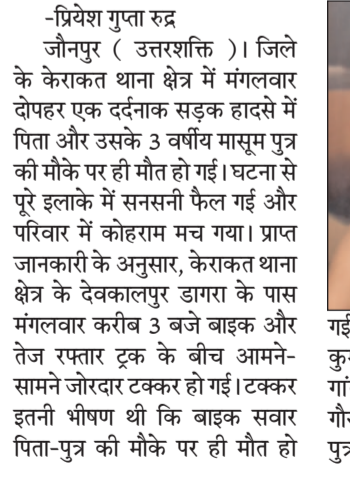 -प्रियेश गुप्ता रुद्र
जौनपुर ( उत्तरशक्ति )। जिले
के केराकत थाना क्षेत्र में मंगलवार
दोपहर एक दर्दनाक सड़क हादसे में
पिता और उसके 3 वर्षीय मासूम पुत्र
की मौके पर ही मौत हो गई। घटना से
पूरे इलाके में सनसनी फैल गई और
परिवार में कोहराम मच गया। प्राप्त
जानकारी के अनुसार, केराकत थाना
क्षेत्र के देवकालपुर डागरा के पास
मंगलवार करीब 3 बजे बाइक और
तेज रफ्तार ट्रक के बीच आमने-
सामने जोरदार टक्कर हो गई। टक्कर
इतनी भीषण थी कि बाइक सवार
पिता-पुत्र की मौके पर ही मौत हो
गई
गां